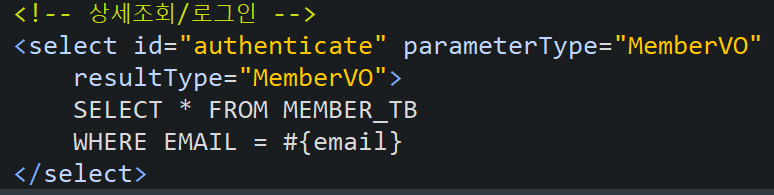 <!-- 상세조회/로그인 -->
<select id="authenticate" parameterType="MemberVO"
resultType="MemberVO">
SELECT * FROM MEMBER_TB
WHERE EMAIL = #{email}
</select>